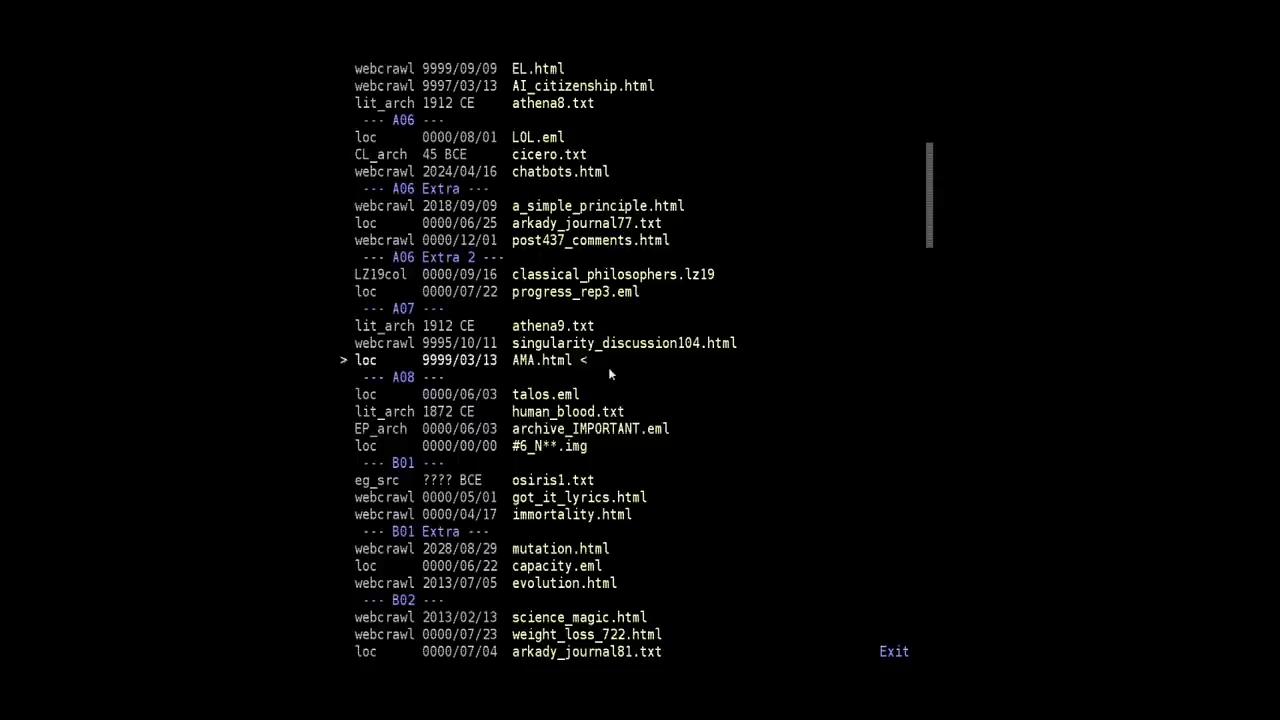 webcrawl 9999/09/09 EL.html
webcrawl 9997/03/13 AI_citizenship.html
lit_arch 1912 CE athena8.txt
--- A06 ---
loc 0000/08/01 LOL.eml
CL_arch 45 BCE cicero.txt
webcrawl 2024/04/16 chatbots.html
--- A06 Extra ---
webcrawl 2018/09/09 a_simple_principle.html
loc 0000/06/25 arkady_journal77.txt
webcrawl 0000/12/01 post437_comments.html
--- A06 Extra 2 ---
LZ19col 0000/09/16 classical_philosophers.lz19
loc 0000/07/22 progress_rep3.eml
--- A07 ---
lit_arch 1912 CE athena9.txt
webcrawl 9995/10/11 singularity_discussion104.html
> loc 9999/03/13 AMA.html <
--- A08 ---
loc 0000/06/03 talos.eml
lit_arch 1872 CE human_blood.txt
EP_arch 0000/06/03 archive_IMPORTANT.eml
loc 0000/00/00 #6_N**.img
--- B01 ---
eg_src ???? BCE osiris1.txt
webcrawl 0000/05/01 got_it_lyrics.html
webcrawl 0000/04/17 immortality.html
--- B01 Extra ---
webcrawl 2028/08/29 mutation.html
loc 0000/06/22 capacity.eml
webcrawl 2013/07/05 evolution.html
--- B02 ---
webcrawl 2013/02/13 science_magic.html
webcrawl 0000/07/23 weight_loss_722.html
loc 0000/07/04 arkady_journal81.txt
Exit